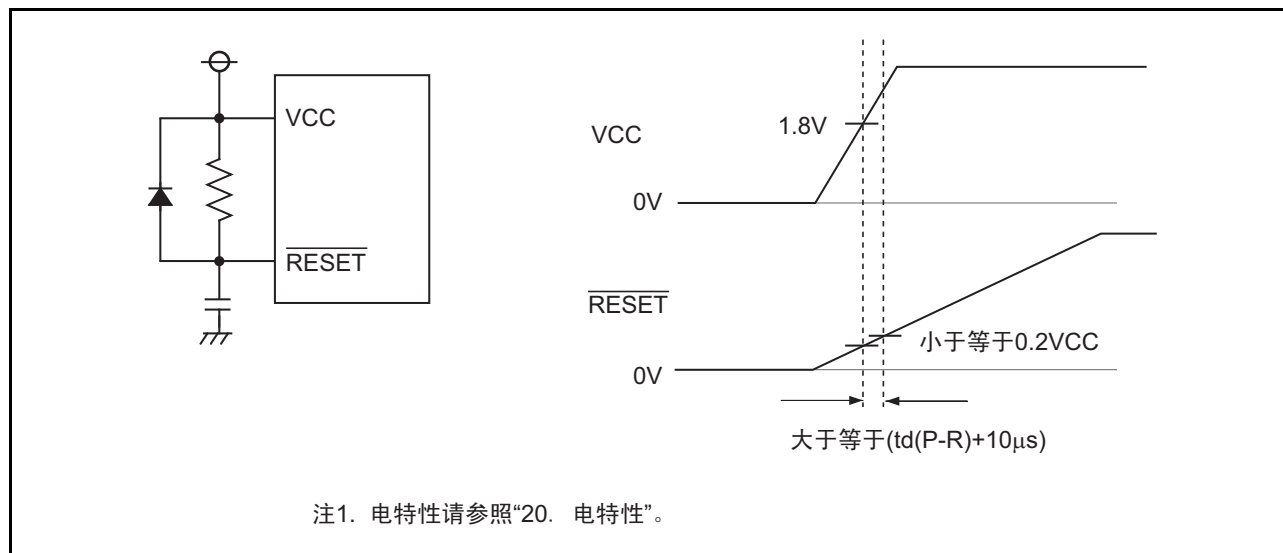 VCC
RESET
VCC
1.8V
0V
RESET
小于等于0.2VCC
0V
大于等于(td(P-R)+10μs)
注1. 电特性请参照“20. 电特性”。